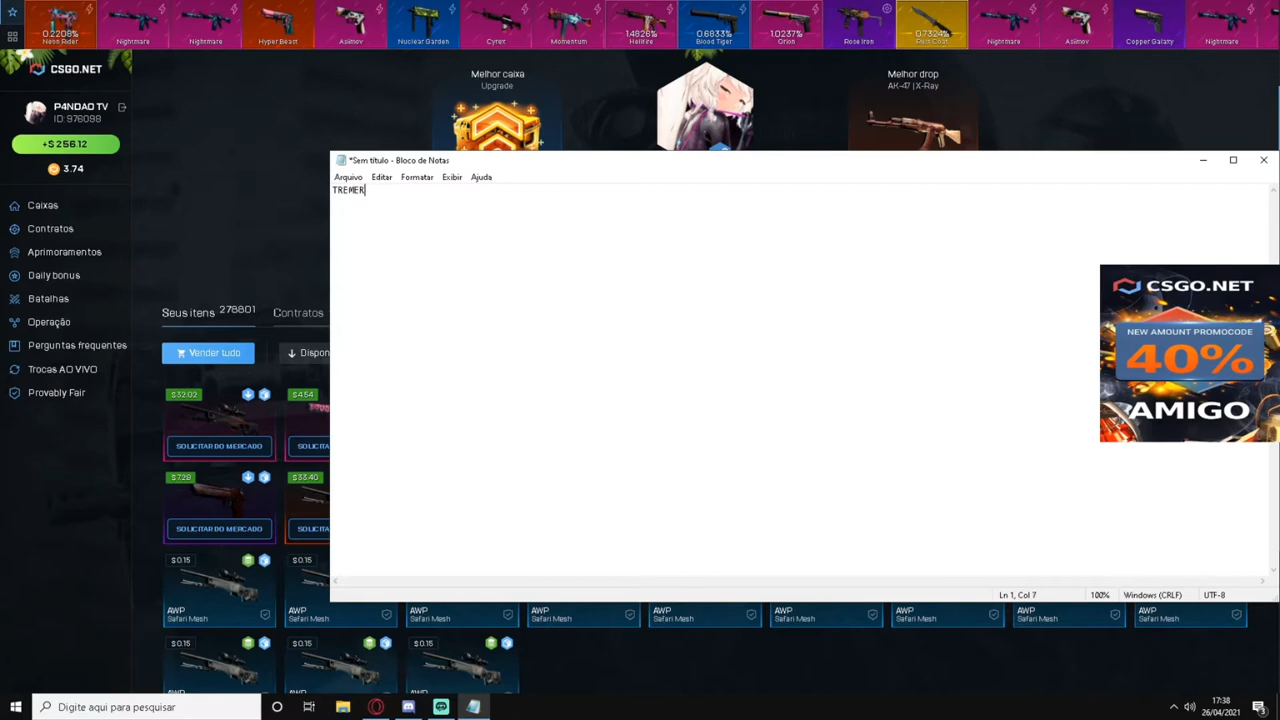 0.2208%
Neon Rider
Nightmare
Nightmare
Hyper Beast
Asiimov
Nuclear Garden
Cyrex
Momentum
1.4826%
Hellfire
0.6833%
Blood Tiger
1.0237%
Orion
Rose Iron
0.7324%
Rust Coat
Nightmare
Asiimov
Copper Galaxy
Nightmare
CSGO.NET
P4NDAO TV
ID: 976098
+$ 256.12
3.74
Caixas
Contratos
Aprimoramentos
Daily bonus
Batalhas
Operação
Perguntas frequentes
Trocas AO VIVO
Provably Fair
Melhor caixa
Upgrade
Melhor drop
AK-47 | X-Ray
*Sem título - Bloco de Notas
Arquivo Editar Formatar Exibir Ajuda
TREMER
Ln 1, Col 7 100% Windows (CRLF) UTF-8
CSGO.NET
NEW AMOUNT PROMOCODE
40%
AMIGO
Seus itens 278801 Contratos
Vender tudo Dispon
$32.02 $4.54
SOLICITAR DO MERCADO SOLICITA
$7.28 $33.40
SOLICITAR DO MERCADO SOLICITA
$0.15
AWP AWP AWP AWP AWP AWP AWP AWP AWP
Safari Mesh Safari Mesh Safari Mesh Safari Mesh Safari Mesh Safari Mesh Safari Mesh Safari Mesh Safari Mesh
$0.15 $0.15 $0.15
Digite aqui para pesquisar
17:38
26/04/2021
3